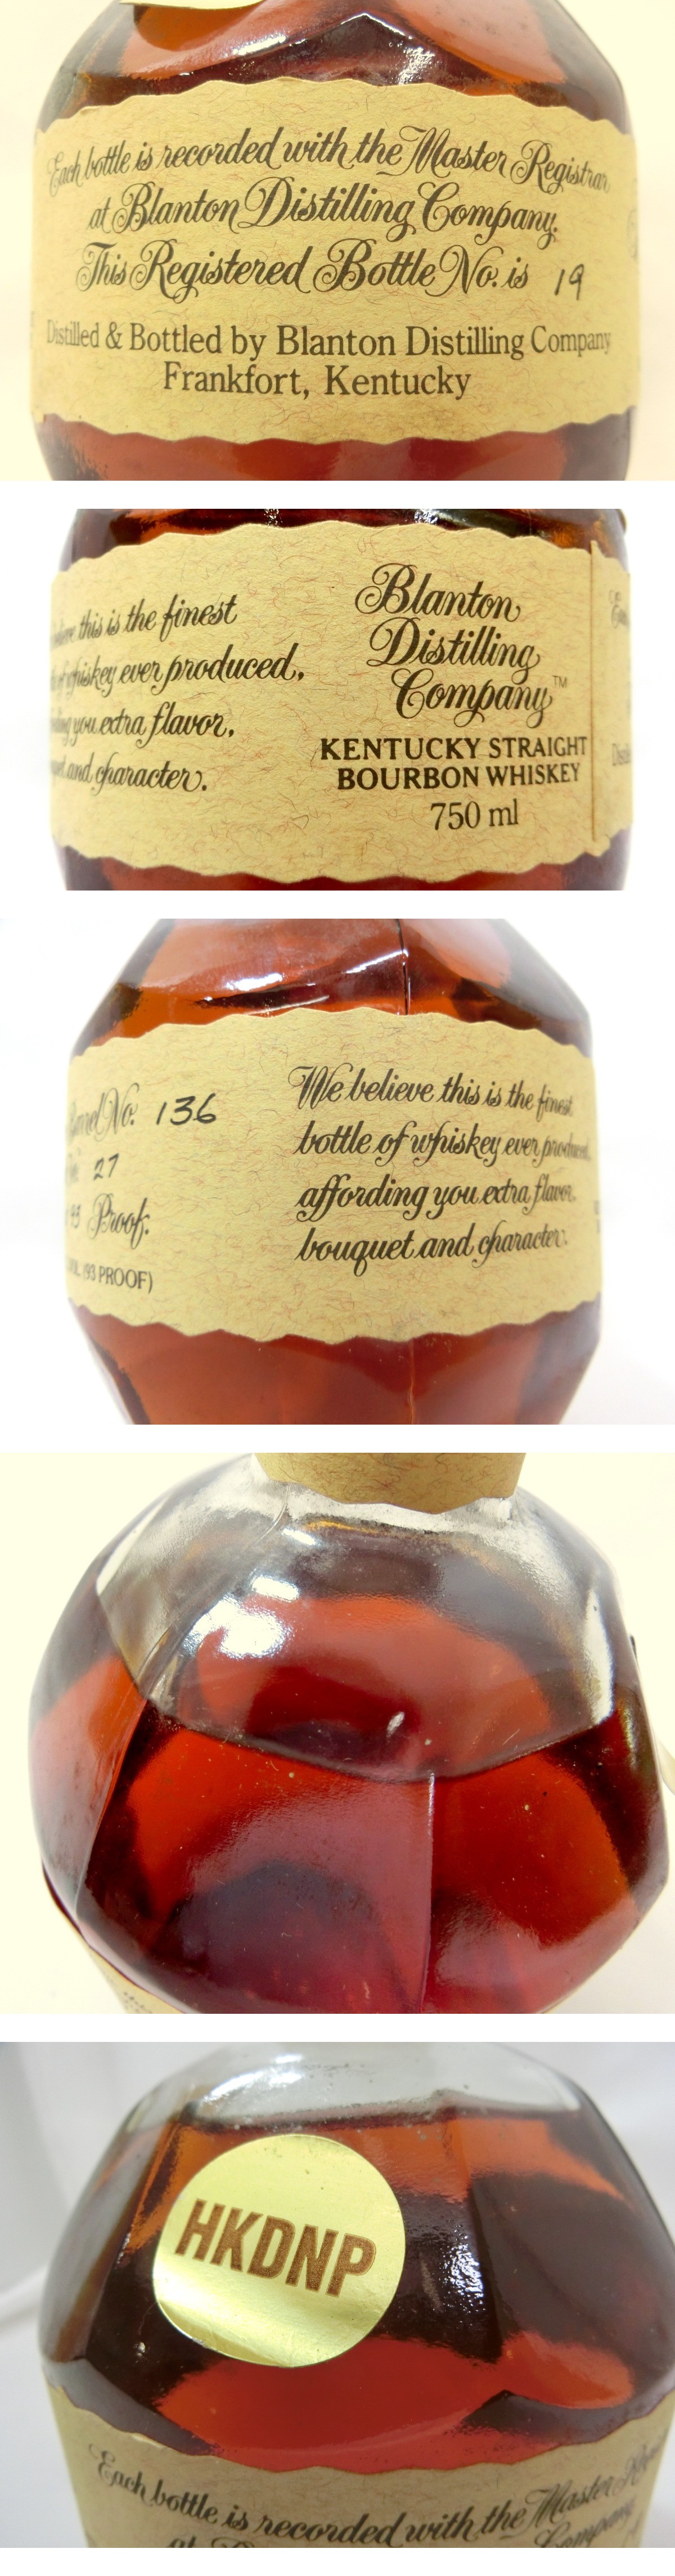 Each bottle is recorded with the Master Registrar
at Blanton Distilling Company.
This Registered Bottle No. is 19
Distilled & Bottled by Blanton Distilling Company
Frankfort, Kentucky
this is the finest
whiskey ever produced,
you extra flavor,
and character.
Blanton
Distilling
Company™
KENTUCKY STRAIGHT
BOURBON WHISKEY
750 ml
Barrel No. 136
27
93 Proof.
(93 PROOF)
We believe this is the finest
bottle of whiskey ever produced,
affording you extra flavor,
bouquet and character.
HKDNP
Each bottle is recorded with the Master
Company